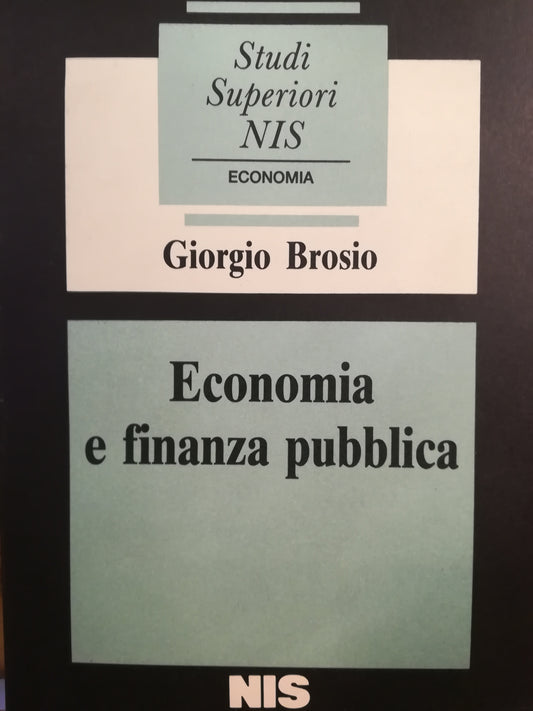 Studi
Superiori
NIS
ECONOMIA
Giorgio Brosio
Economia
e finanza pubblica
NIS